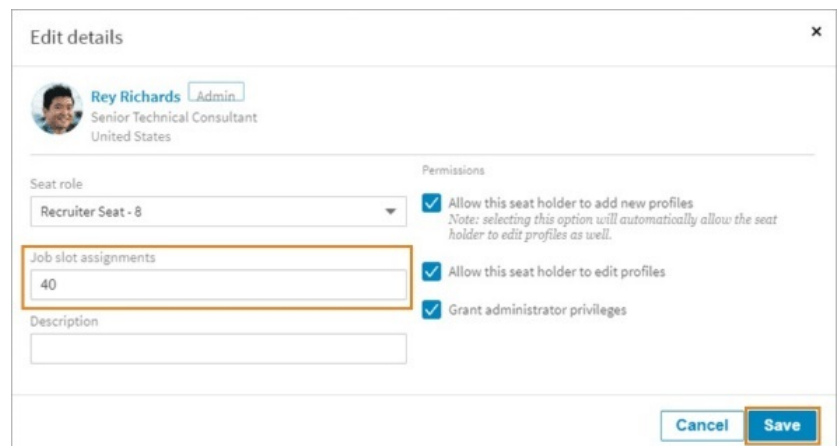 Edit details
×
Rey Richards Admin
Senior Technical Consultant
United States
Seat role
Recruiter Seat - 8
Job slot assignments
40
Description
Permissions
Allow this seat holder to add new profiles
Note: selecting this option will automatically allow the seat
holder to edit profiles as well.
Allow this seat holder to edit profiles
Grant administrator privileges
Cancel
Save